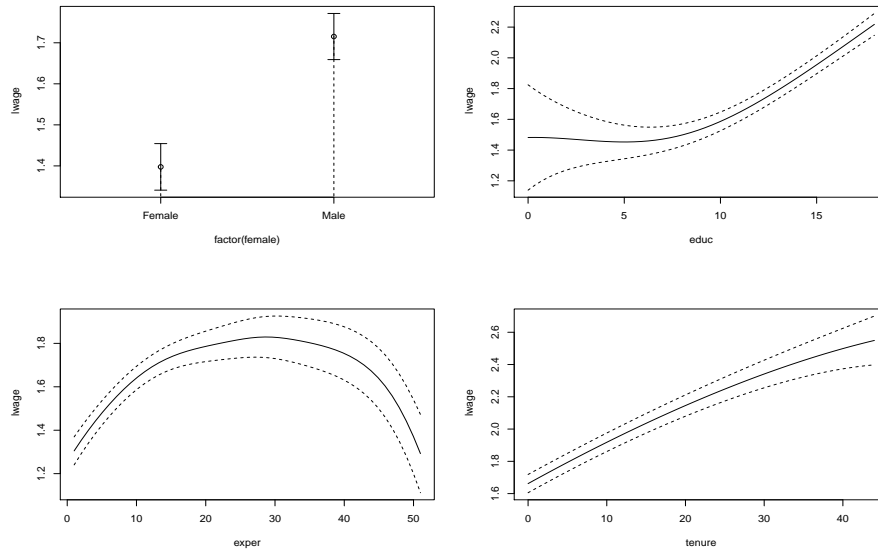 lwage
1.4 1.5 1.6 1.7
Female Male
factor(female)
lwage
1.2 1.4 1.6 1.8 2.0 2.2
0 5 10 15
educ
lwage
1.2 1.4 1.6 1.8
0 10 20 30 40 50
exper
lwage
1.6 1.8 2.0 2.2 2.4 2.6
0 10 20 30 40
tenure